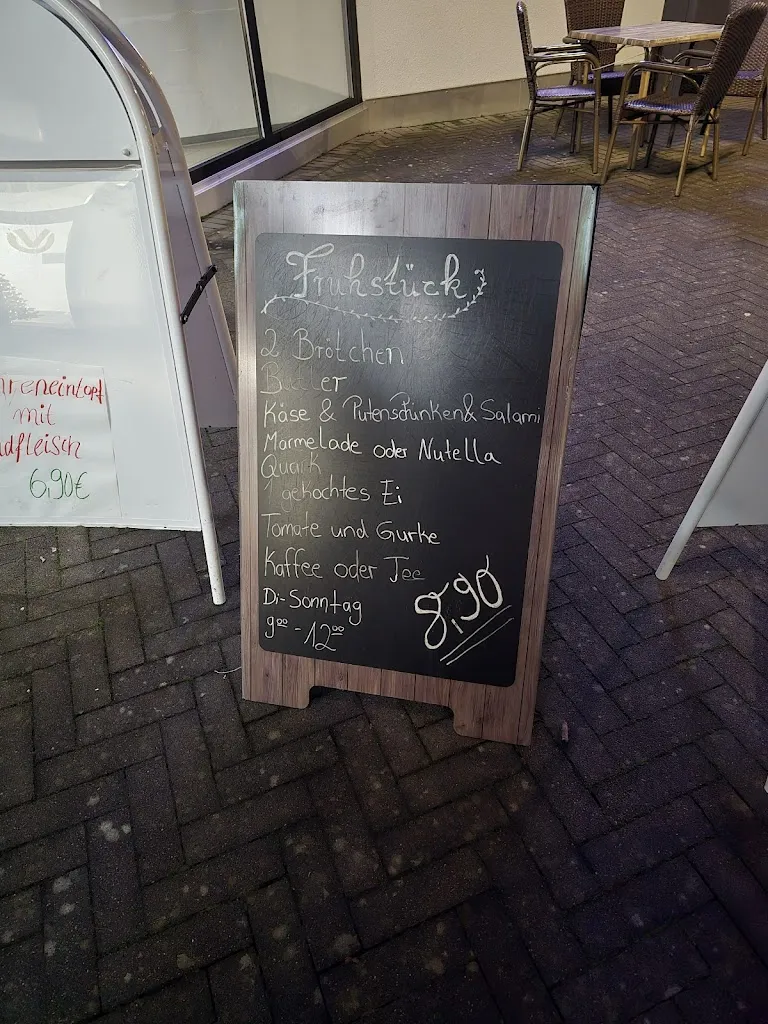 Frühstück
2 Brötchen
Butter
Käse & Putenschinken & Salami
Marmelade oder Nutella
Quark
1 gekochtes Ei
Tomate und Gurke
Kaffee oder Tee
Di-Sonntag
9⁰⁰ - 12⁰⁰
8,90
hreneintopf
mit
dfleisch
6,90€